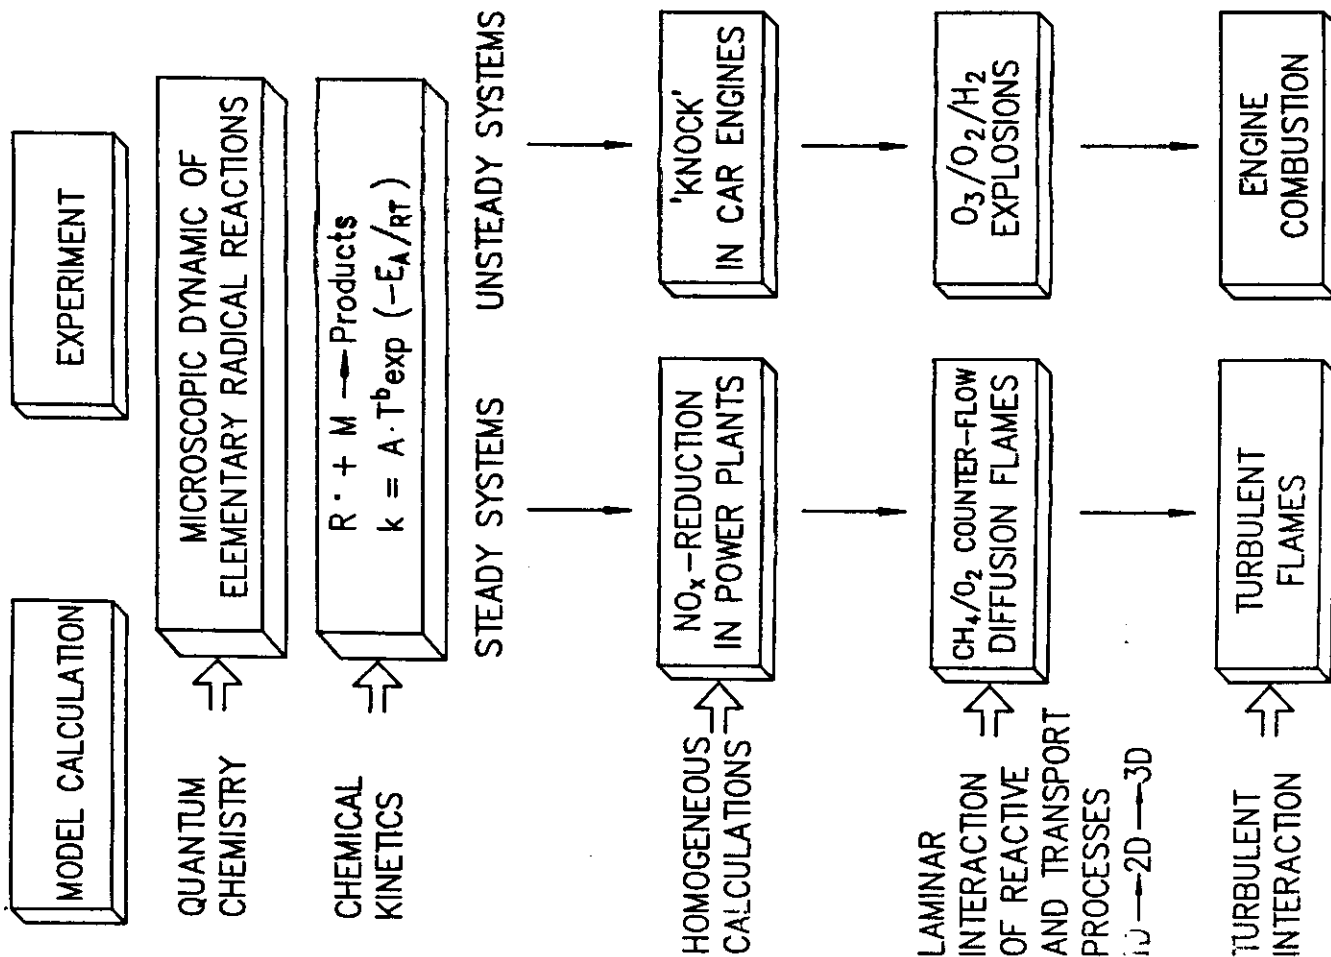 MODEL CALCULATION
EXPERIMENT
QUANTUM
CHEMISTRY
MICROSCOPIC DYNAMIC OF
ELEMENTARY RADICAL REACTIONS
CHEMICAL
KINETICS
R· + M → Products
k = A·T^b exp (-E_A/RT)
STEADY SYSTEMS
UNSTEADY SYSTEMS
HOMOGENEOUS
CALCULATIONS
NOx-REDUCTION
IN POWER PLANTS
'KNOCK'
IN CAR ENGINES
LAMINAR
INTERACTION
OF REACTIVE
AND TRANSPORT
PROCESSES
1D → 2D → 3D
CH4/O2 COUNTER-FLOW
DIFFUSION FLAMES
O3/O2/H2
EXPLOSIONS
TURBULENT
INTERACTION
TURBULENT
FLAMES
ENGINE
COMBUSTION